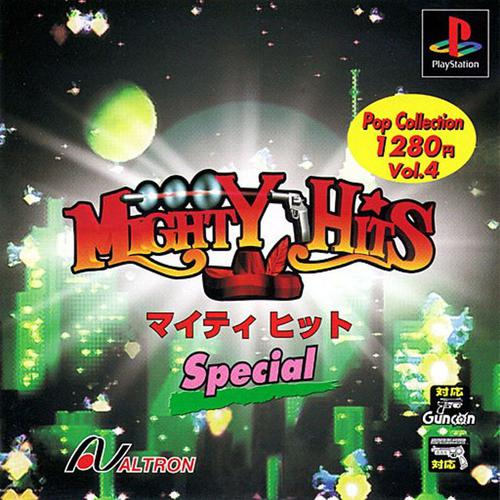 PlayStation
Pop Collection
1280円
Vol.4
MIGHTY HITS
マイティ ヒット
Special
対応
Guncon
対応
ALTRON